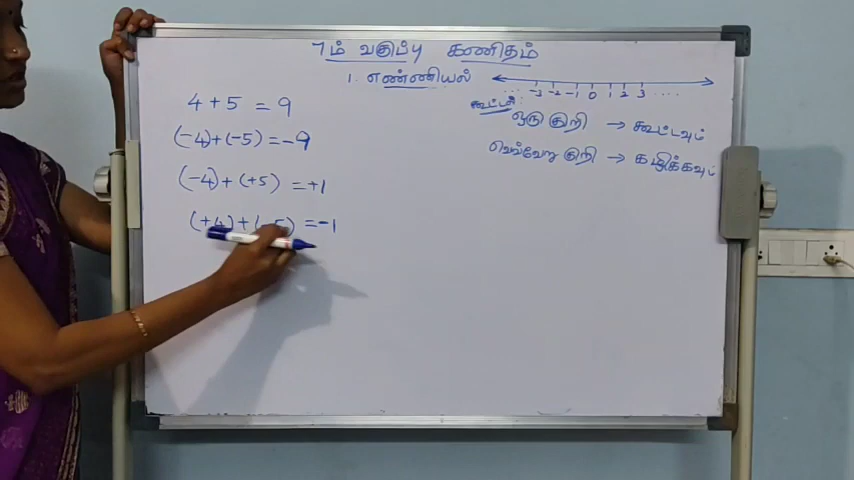 7ம் வகுப்பு கணிதம்
1. எண்ணியல்
... -3 -2 -1 0 1 2 3 ....
4 + 5 = 9
(-4)+(-5) = -9
(-4)+(+5) = +1
(+4)+(-5) = -1
கூட்டல்:
ஒரு குறி → கூட்டவும்
வெவ்வேறு குறி → கழிக்கவும்